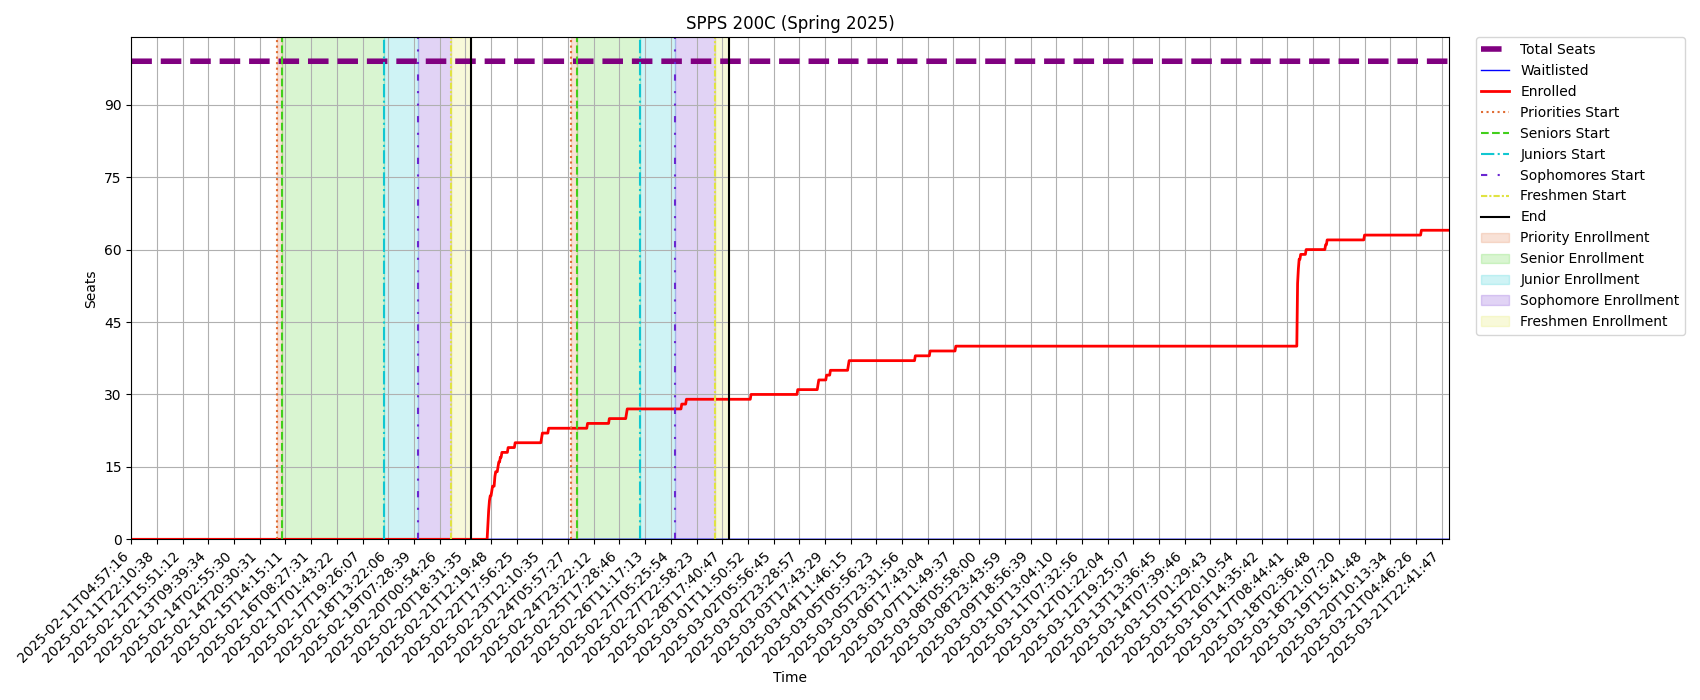 SPPS 200C (Spring 2025)
Seats
90
75
60
45
30
15
0
2025-02-11T04:57:16
2025-02-11T22:10:38
2025-02-12T15:51:12
2025-02-13T09:39:34
2025-02-14T02:55:30
2025-02-14T20:30:31
2025-02-15T14:15:11
2025-02-16T08:27:31
2025-02-17T01:43:22
2025-02-17T19:26:07
2025-02-18T13:22:06
2025-02-19T07:28:39
2025-02-20T00:54:26
2025-02-20T18:31:35
2025-02-21T12:19:48
2025-02-22T17:56:25
2025-02-23T12:10:35
2025-02-24T05:57:27
2025-02-24T23:22:12
2025-02-25T17:28:46
2025-02-26T11:17:13
2025-02-27T05:25:54
2025-02-27T22:58:23
2025-02-28T17:40:47
2025-03-01T11:50:52
2025-03-02T05:56:45
2025-03-02T23:28:57
2025-03-03T17:43:29
2025-03-04T11:46:15
2025-03-05T05:56:23
2025-03-05T23:31:56
2025-03-06T17:43:04
2025-03-07T11:49:37
2025-03-08T05:58:00
2025-03-08T23:43:59
2025-03-09T18:56:39
2025-03-10T13:04:10
2025-03-11T07:32:56
2025-03-12T01:22:04
2025-03-12T19:25:07
2025-03-13T13:36:45
2025-03-14T07:39:46
2025-03-15T01:29:43
2025-03-15T20:10:54
2025-03-16T14:35:42
2025-03-17T08:44:41
2025-03-18T02:36:48
2025-03-18T21:07:20
2025-03-19T15:41:48
2025-03-20T10:13:34
2025-03-21T04:46:26
2025-03-21T22:41:47
Time
Total Seats
Waitlisted
Enrolled
Priorities Start
Seniors Start
Juniors Start
Sophomores Start
Freshmen Start
End
Priority Enrollment
Senior Enrollment
Junior Enrollment
Sophomore Enrollment
Freshmen Enrollment